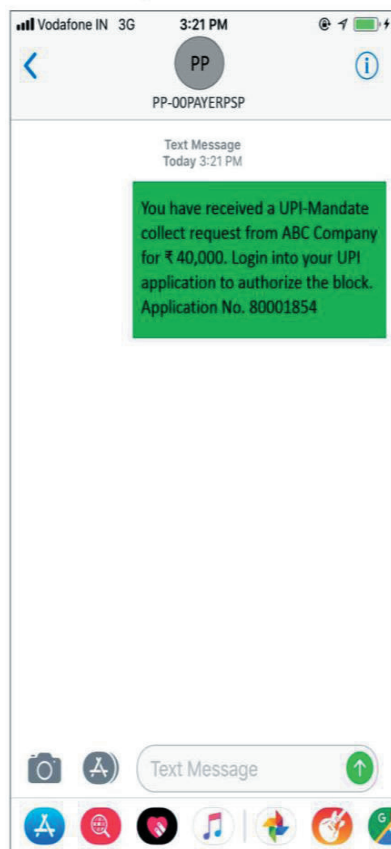 Vodafone IN 3G 3:21 PM
PP
PP-00PAYERPSP
Text Message
Today 3:21 PM
You have received a UPI-Mandate
collect request from ABC Company
for ₹ 40,000. Login into your UPI
application to authorize the block.
Application No. 80001854
Text Message